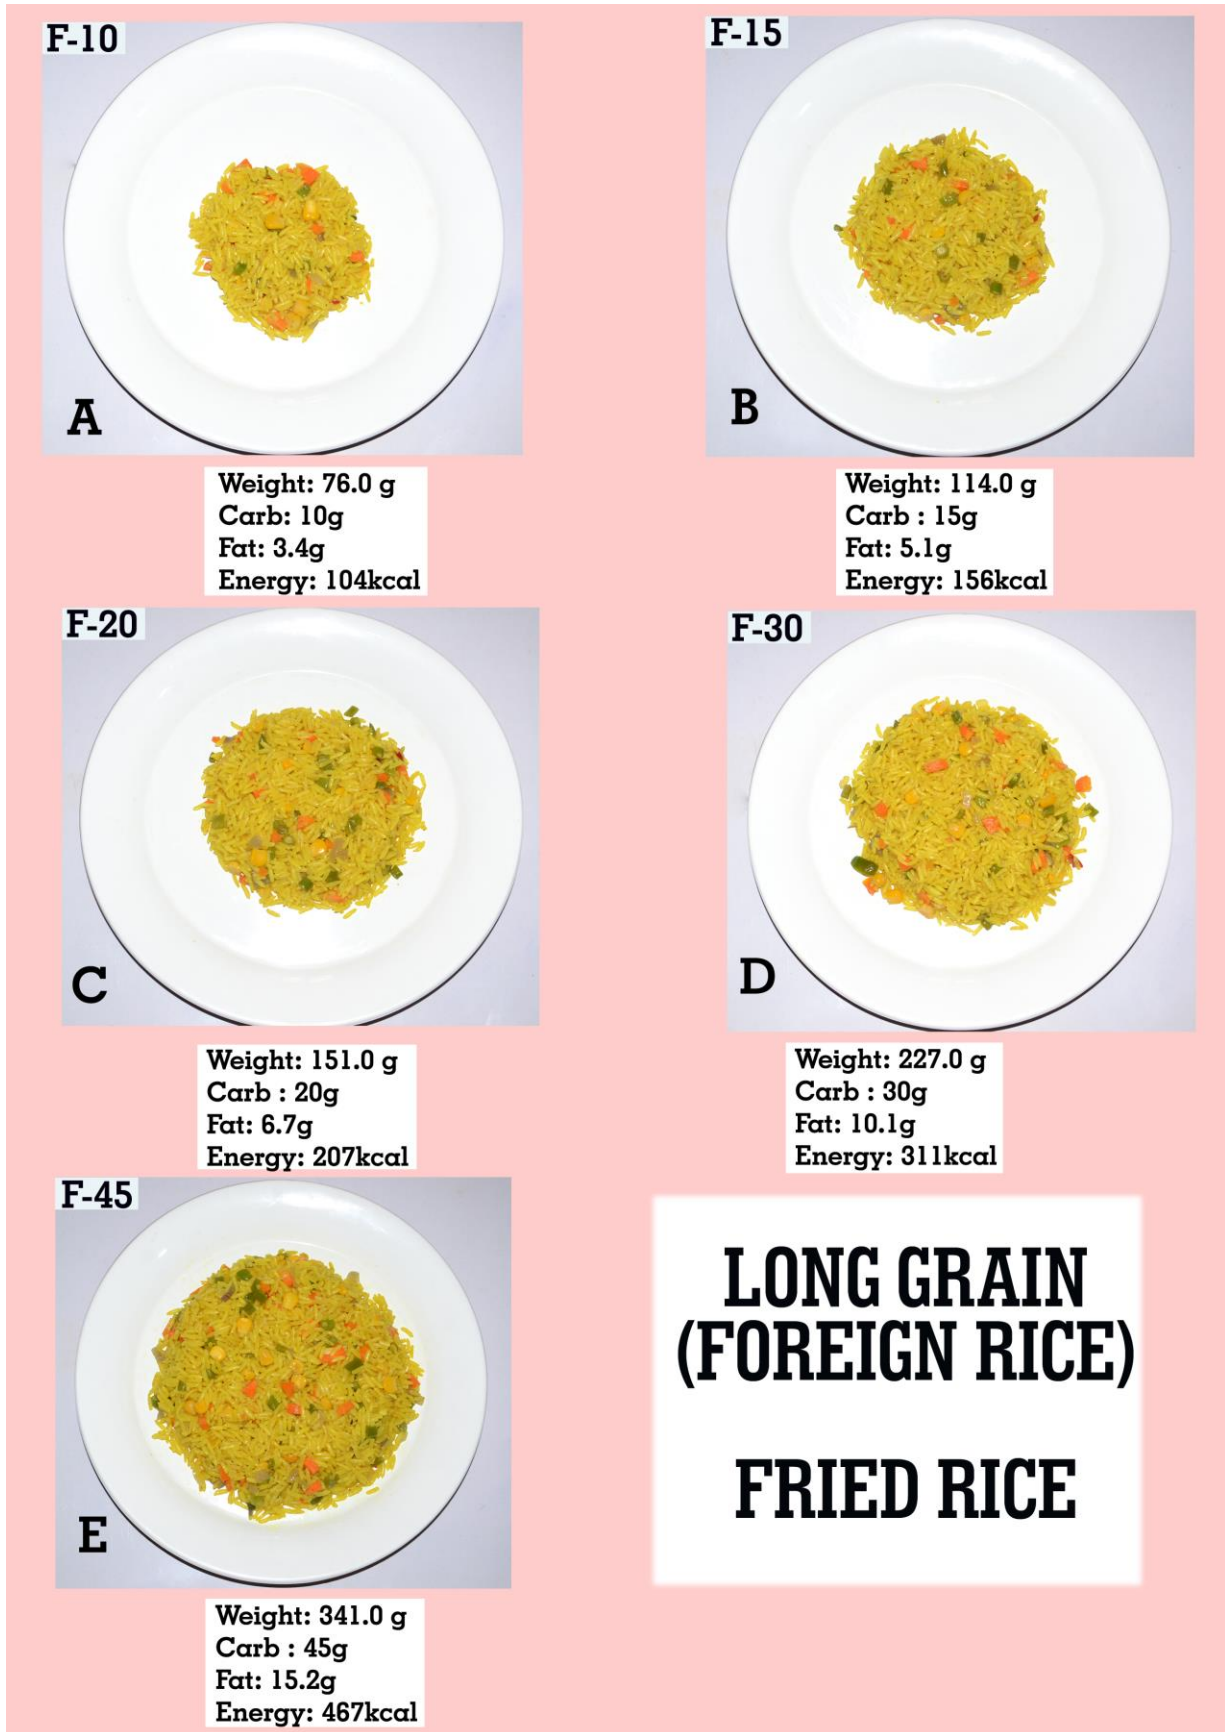 F-10
A
Weight: 76.0 g
Carb: 10g
Fat: 3.4g
Energy: 104kcal
F-15
B
Weight: 114.0 g
Carb : 15g
Fat: 5.1g
Energy: 156kcal
F-20
C
Weight: 151.0 g
Carb : 20g
Fat: 6.7g
Energy: 207kcal
F-30
D
Weight: 227.0 g
Carb : 30g
Fat: 10.1g
Energy: 311kcal
F-45
E
Weight: 341.0 g
Carb : 45g
Fat: 15.2g
Energy: 467kcal
LONG GRAIN
(FOREIGN RICE)
FRIED RICE